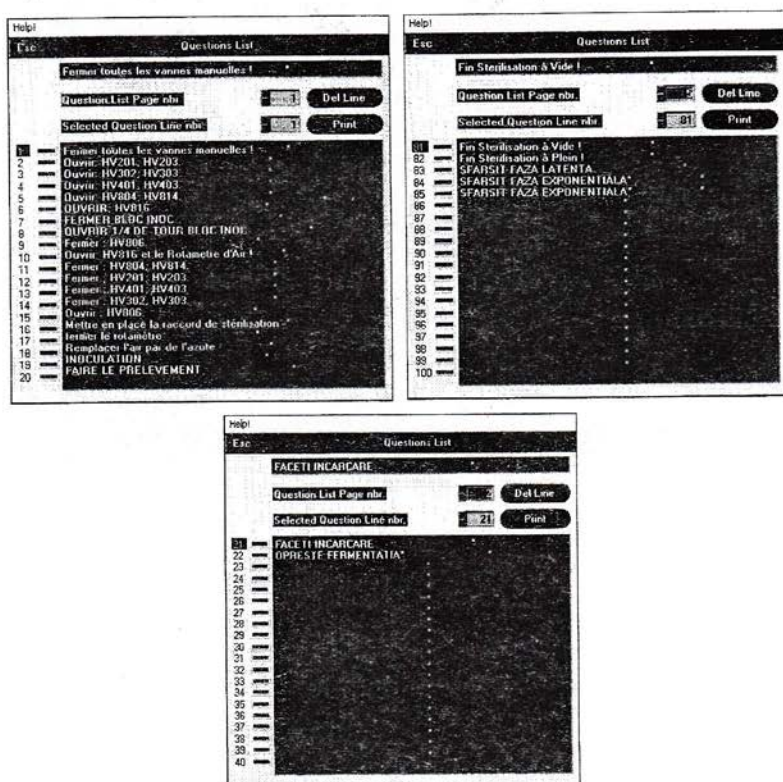 Help!
Esc Questions List
Fermer toutes les vannes manuelles !
Question List Page nbr. 1 Del Line
Selected Question Line nbr. 1 Print
1 Fermer toutes les vannes manuelles !
2 Ouvrir: HV201, HV203
3 Ouvrir: HV302, HV303
4 Ouvrir: HV401, HV403
5 Ouvrir: HV804, HV814
6 OUVRIR: HV816
7 FERMER BLOC INOC
8 OUVRIR 1/4 DE TOUR BLOC INOC
9 Fermer : HV806
10 Ouvrir: HV816 et le Rotametre d'Air !
11 Fermer : HV804, HV814
12 Fermer : HV201, HV203
13 Fermer : HV401, HV403
14 Fermer : HV302, HV303
15 Ouvrir : HV806
16 Mettre en place la raccord de stérilisation
17 fermer le rotamètre
18 Remplacer l'air par de l'azote
19 INOCULATION
20 FAIRE LE PRELEVEMENT
Help!
Esc Questions List
Fin Sterilisation à Vide !
Question List Page nbr. 5 Del Line
Selected Question Line nbr. 81 Print
81 Fin Sterilisation à Vide !
82 Fin Sterilisation à Plein !
83 SFARSIT FAZA LATENTA
84 SFARSIT FAZA EXPONENTIALA"
85 SFARSIT FAZA EXPONENTIALA"
86
87
88
89
90
91
92
93
94
95
96
97
98
99
100
Help!
Esc Questions List
FACETI INCARCARE
Question List Page nbr. 2 Del Line
Selected Question Line nbr. 21 Print
21 FACETI INCARCARE
22 OPRESTE FERMENTATIA"
23
24
25
26
27
28
29
30
31
32
33
34
35
36
37
38
39
40